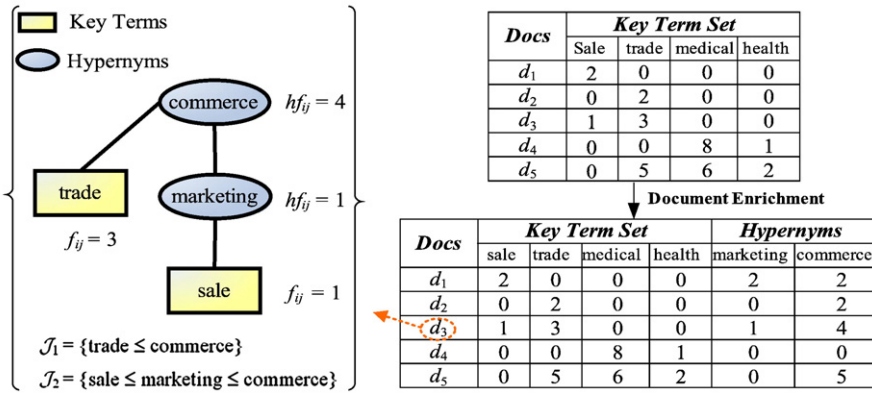 Key Terms
Hypernyms
commerce hf_ij = 4
trade
marketing hf_ij = 1
f_ij = 3
sale f_ij = 1
𝒥₁ = {trade ≤ commerce}
𝒥₂ = {sale ≤ marketing ≤ commerce}
Docs Key Term Set
Sale trade medical health
d₁ 2 0 0 0
d₂ 0 2 0 0
d₃ 1 3 0 0
d₄ 0 0 8 1
d₅ 0 5 6 2
Document Enrichment
Docs Key Term Set Hypernyms
sale trade medical health marketing commerce
d₁ 2 0 0 0 2 2
d₂ 0 2 0 0 0 2
d₃ 1 3 0 0 1 4
d₄ 0 0 8 1 0 0
d₅ 0 5 6 2 0 5